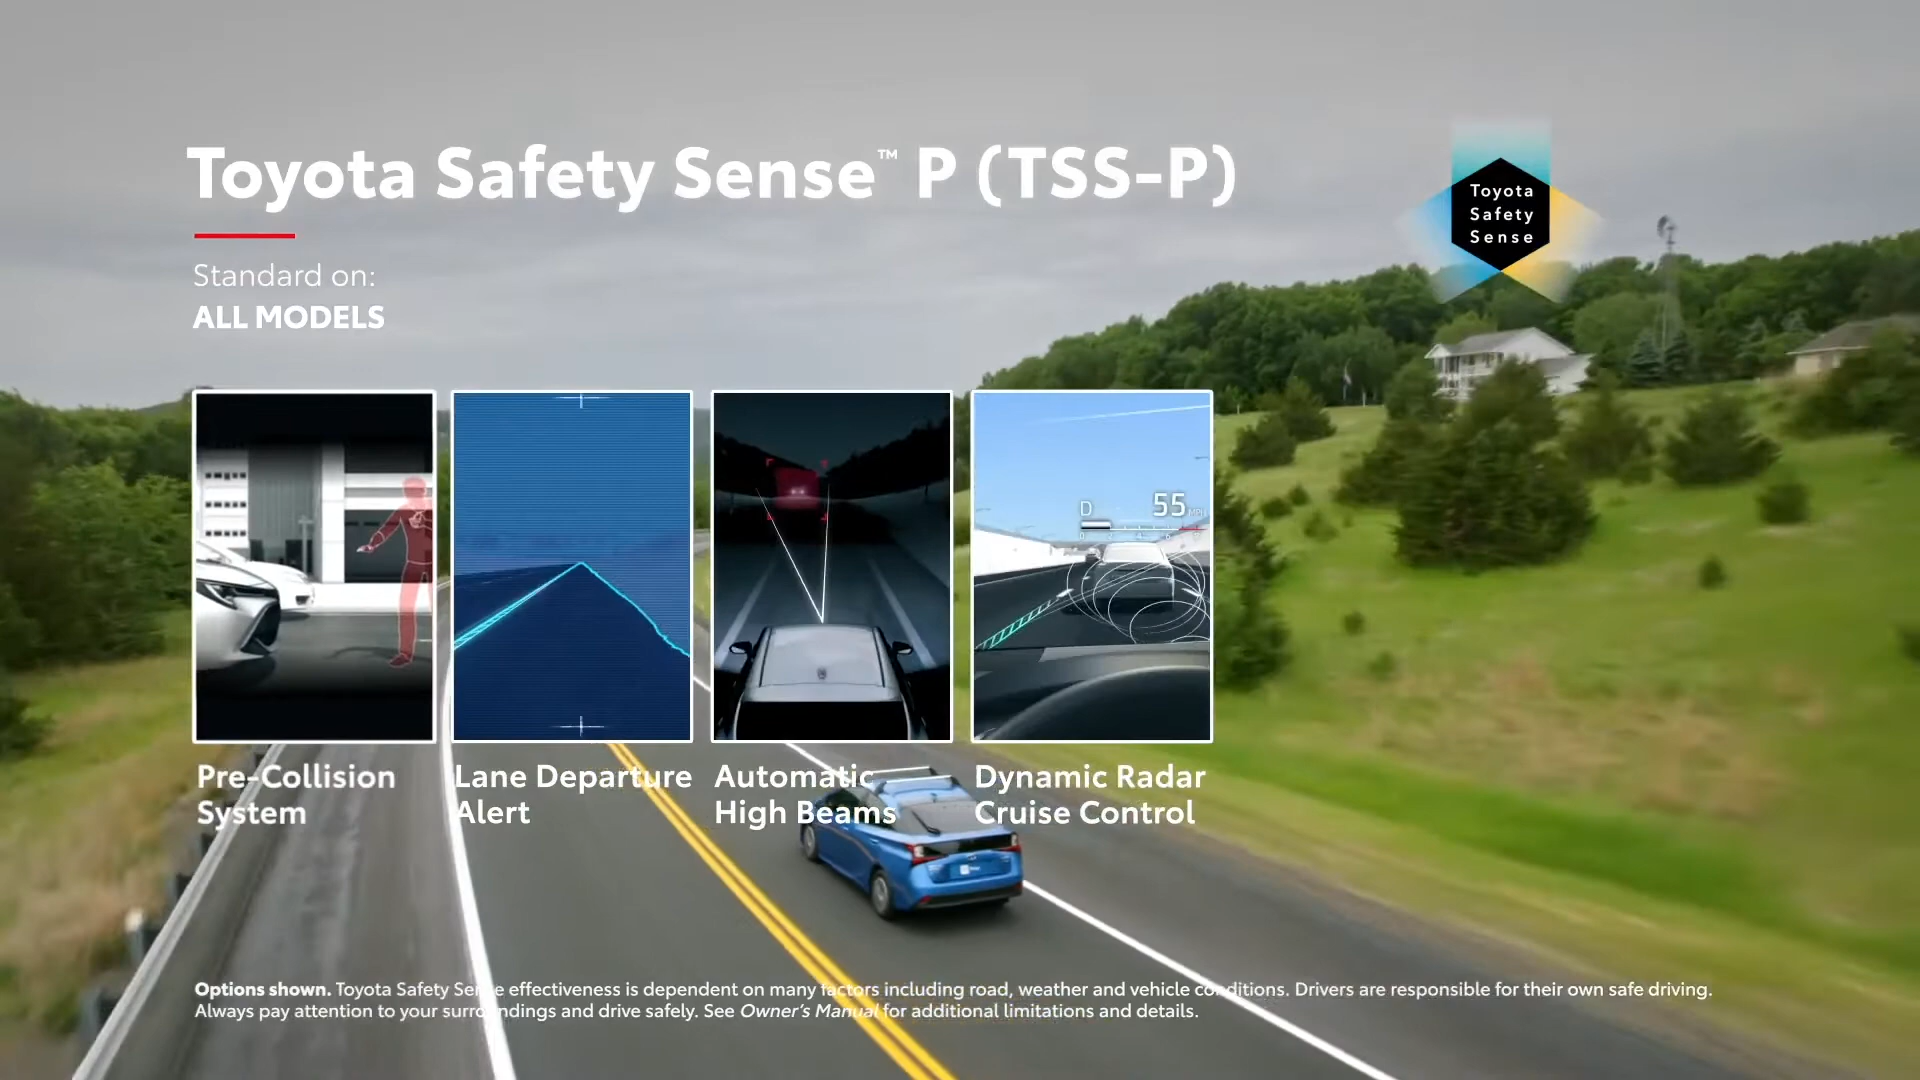 Toyota Safety Sense™ P (TSS-P)
Toyota
Safety
Sense
Standard on:
ALL MODELS
D 55 MPH
Pre-Collision
System
Lane Departure
Alert
Automatic
High Beams
Dynamic Radar
Cruise Control
Options shown. Toyota Safety Sense effectiveness is dependent on many factors including road, weather and vehicle conditions. Drivers are responsible for their own safe driving.
Always pay attention to your surroundings and drive safely. See Owner's Manual for additional limitations and details.